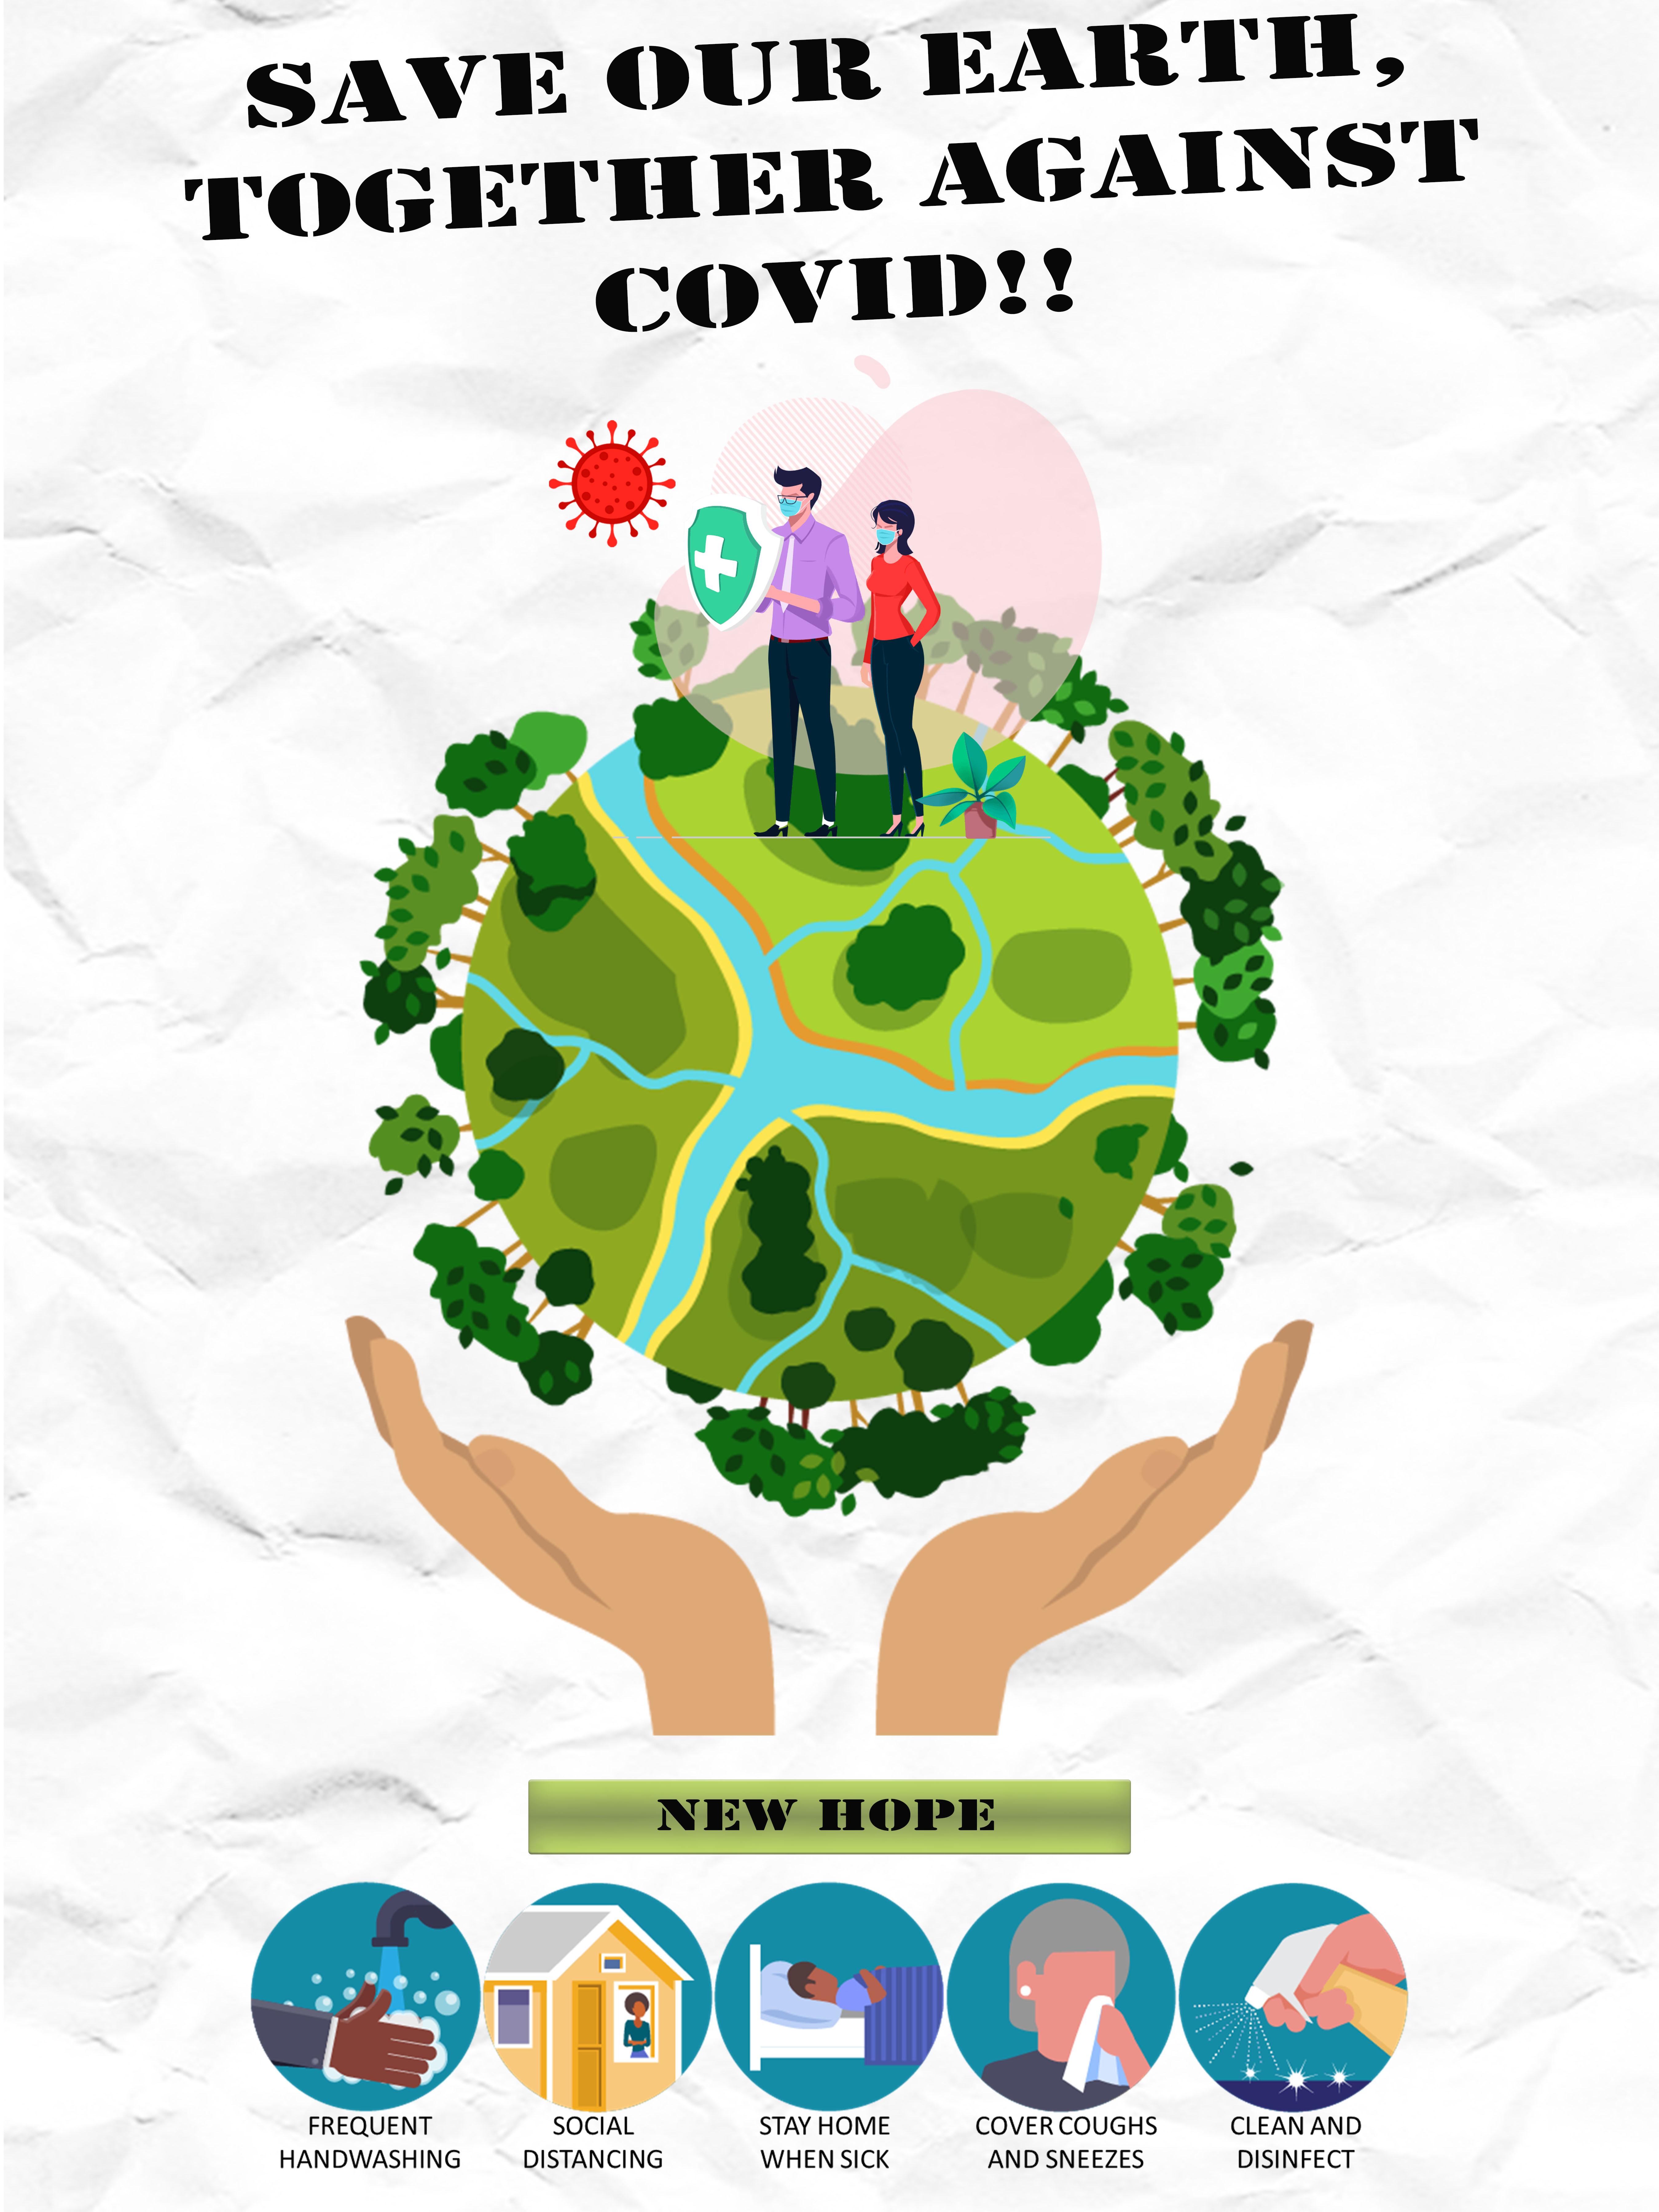 SAVE OUR EARTH,
TOGETHER AGAINST
COVID!!
NEW HOPE
FREQUENT
HANDWASHING
SOCIAL
DISTANCING
STAY HOME
WHEN SICK
COVER COUGHS
AND SNEEZES
CLEAN AND
DISINFECT